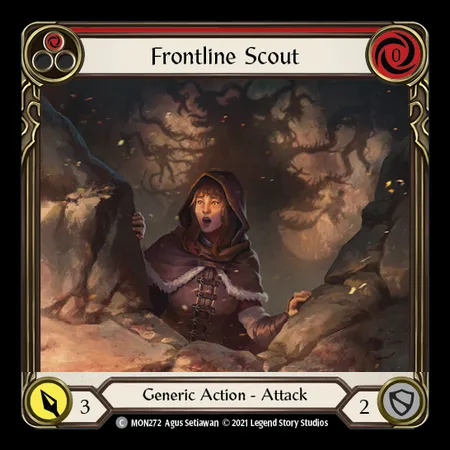 Frontline Scout
0
Generic Action - Attack
3
2
C MON272 Agus Setiawan © 2021 Legend Story Studios